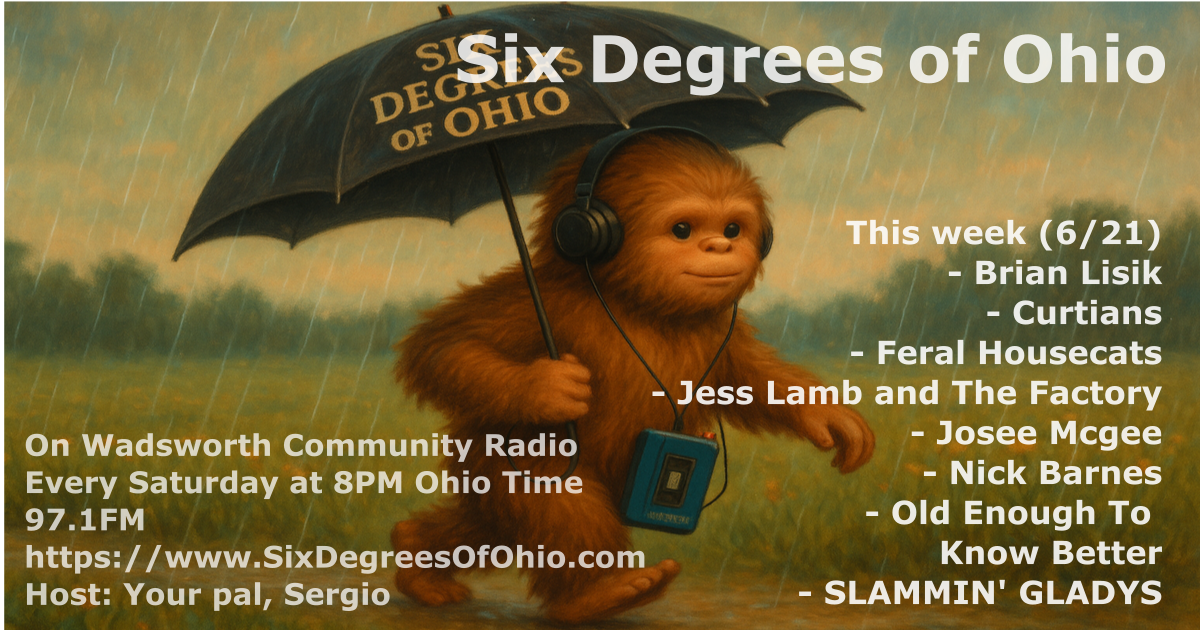 SIX
DEGREES
OF OHIO
Six Degrees of Ohio
This week (6/21)
- Brian Lisik
- Curtians
- Feral Housecats
- Jess Lamb and The Factory
- Josee Mcgee
- Nick Barnes
- Old Enough To
Know Better
- SLAMMIN' GLADYS
On Wadsworth Community Radio
Every Saturday at 8PM Ohio Time
97.1FM
https://www.SixDegreesOfOhio.com
Host: Your pal, Sergio